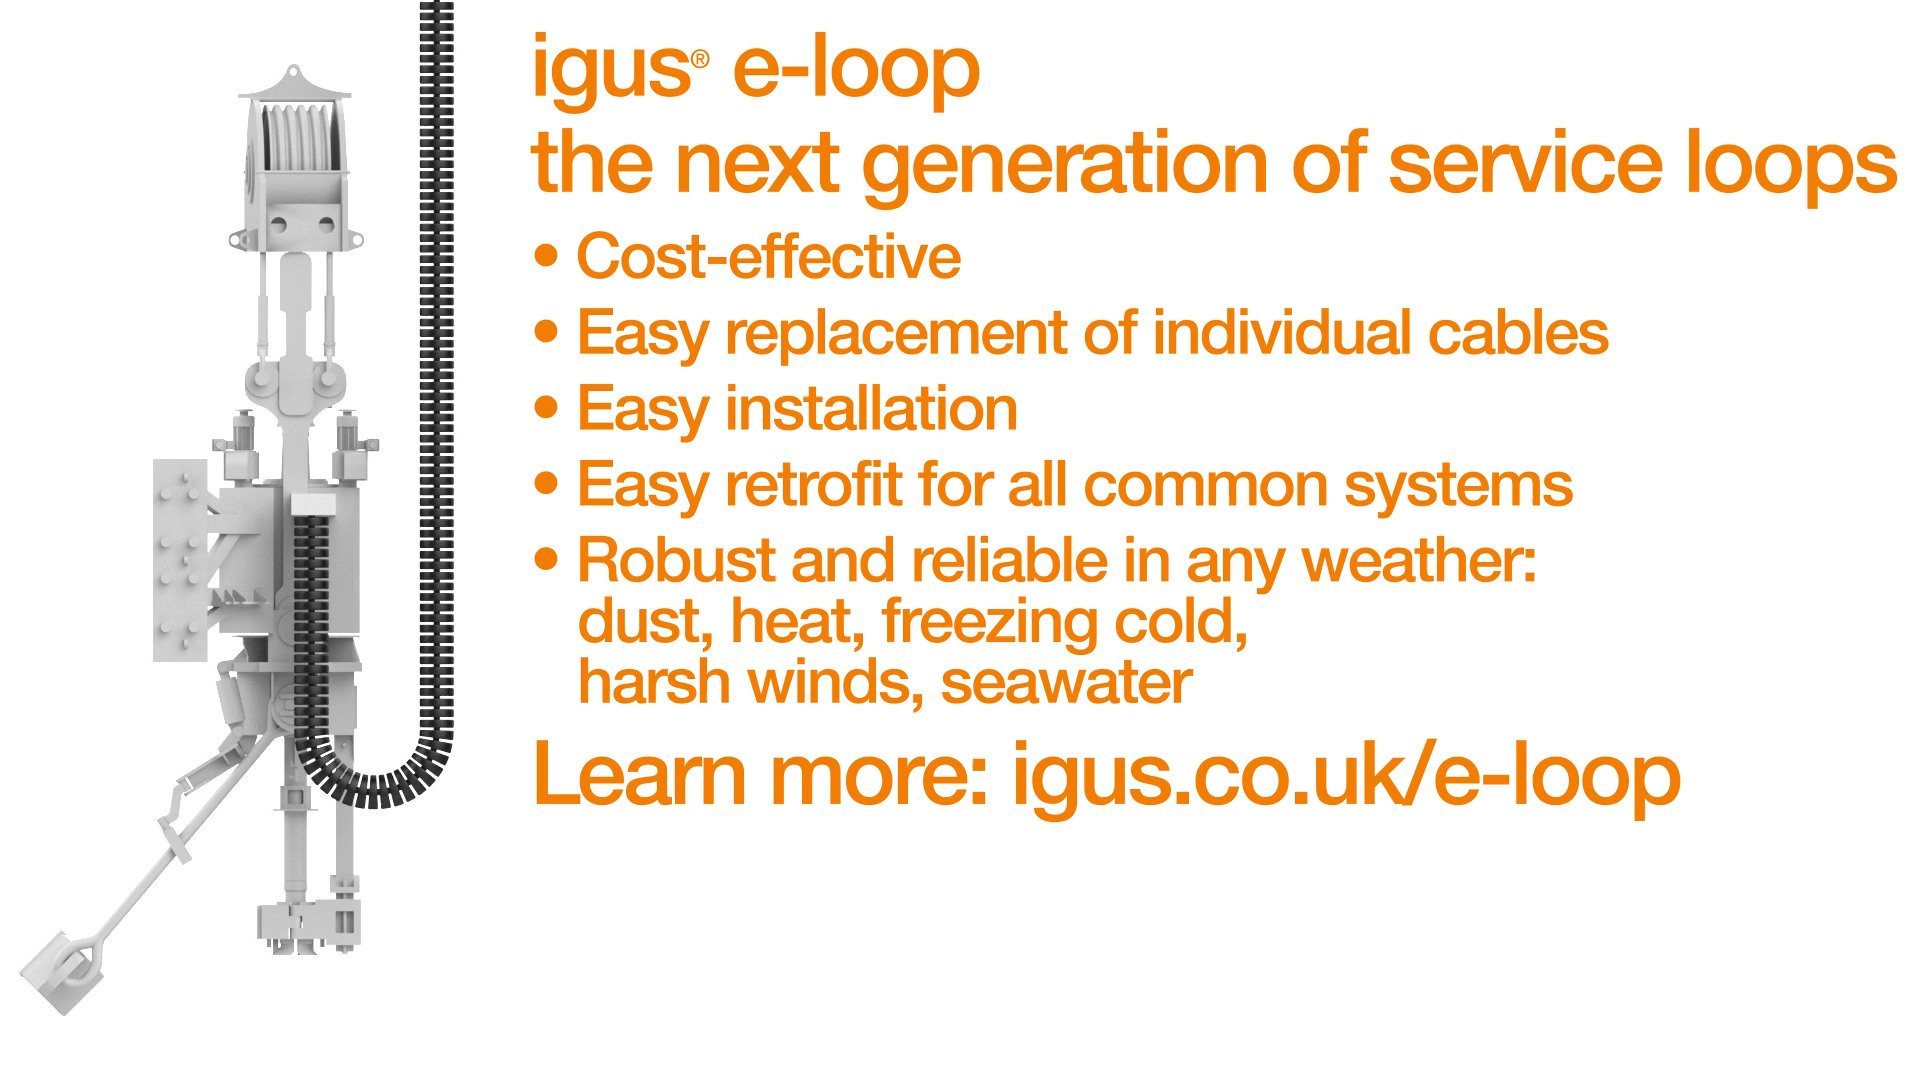 igus® e-loop
the next generation of service loops
• Cost-effective
• Easy replacement of individual cables
• Easy installation
• Easy retrofit for all common systems
• Robust and reliable in any weather:
dust, heat, freezing cold,
harsh winds, seawater
Learn more: igus.co.uk/e-loop